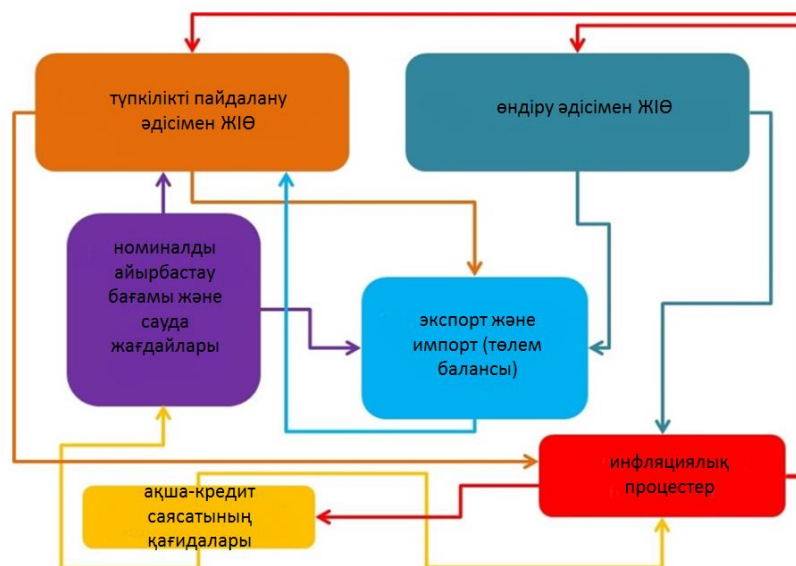 түпкілікті пайдалану
әдісімен ЖІӨ
өндіру әдісімен ЖІӨ
номиналды
айырбастау
бағамы және
сауда
жағдайлары
экспорт және
импорт (төлем
балансы)
инфляциялық
процестер
ақша-кредит
саясатының
қағидалары